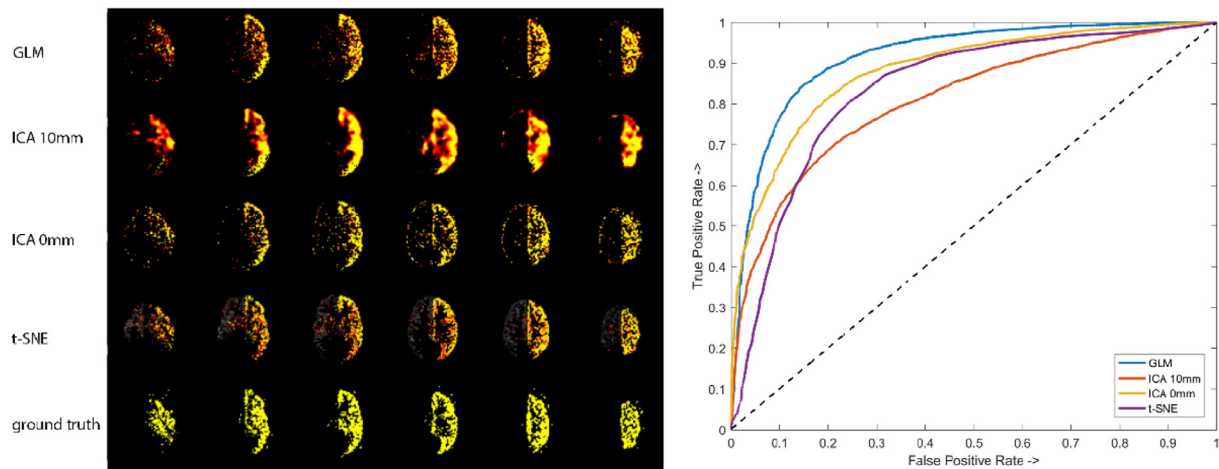 GLM
ICA 10mm
ICA 0mm
t-SNE
ground truth
True Positive Rate ->
1
0.9
0.8
0.7
0.6
0.5
0.4
0.3
0.2
0.1
0
0 0.1 0.2 0.3 0.4 0.5 0.6 0.7 0.8 0.9 1
False Positive Rate ->
GLM
ICA 10mm
ICA 0mm
t-SNE